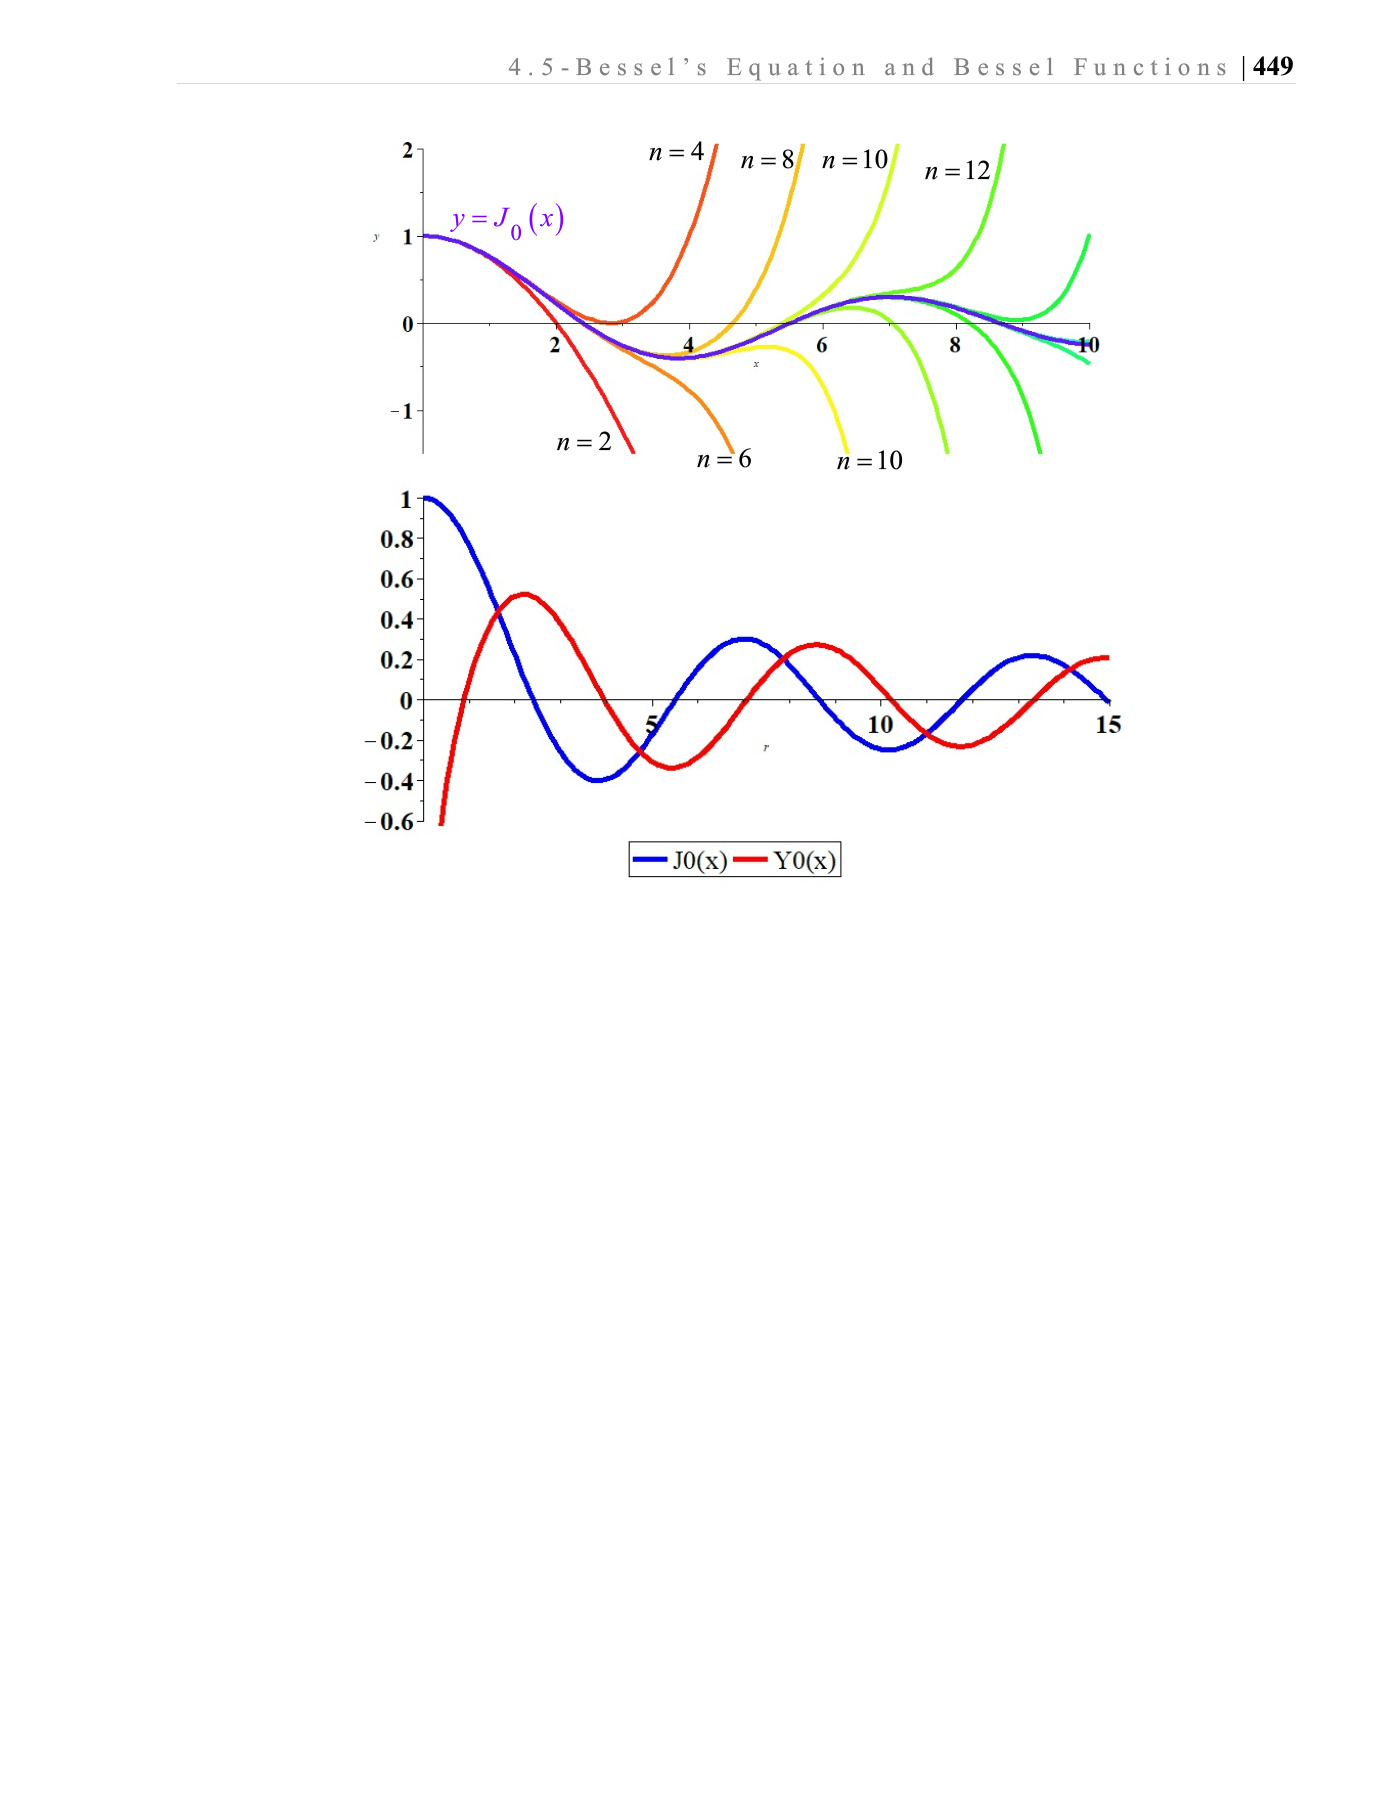 4.5-Bessel’s Equation and Bessel Functions |449
n = 4
n = 8
n = 10
n = 12
y = J0 (x)
y
2
1
0
−1
2
4
6
8
10
x
n = 2
n = 6
n = 10
1
0.8
0.6
0.4
0.2
0
−0.2
−0.4
−0.6
5
10
15
r
J0(x) Y0(x)